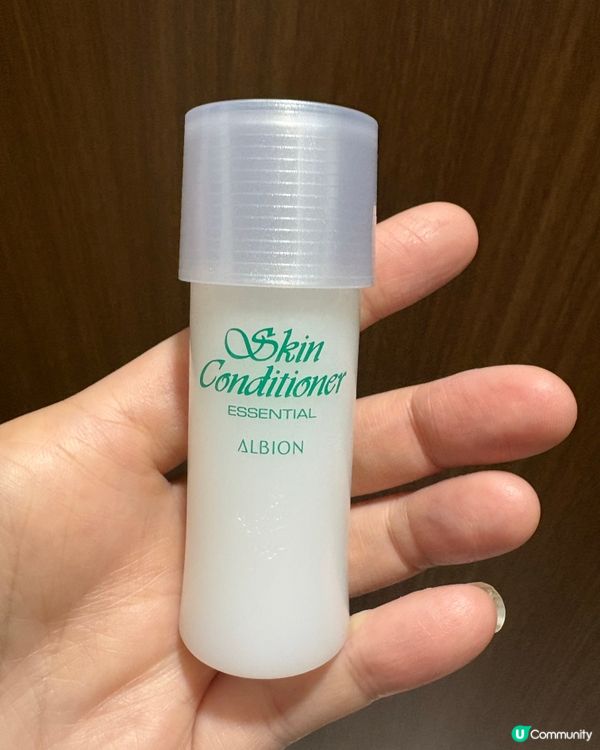 Skin
Conditioner
ESSENTIAL
ALBION
U Community